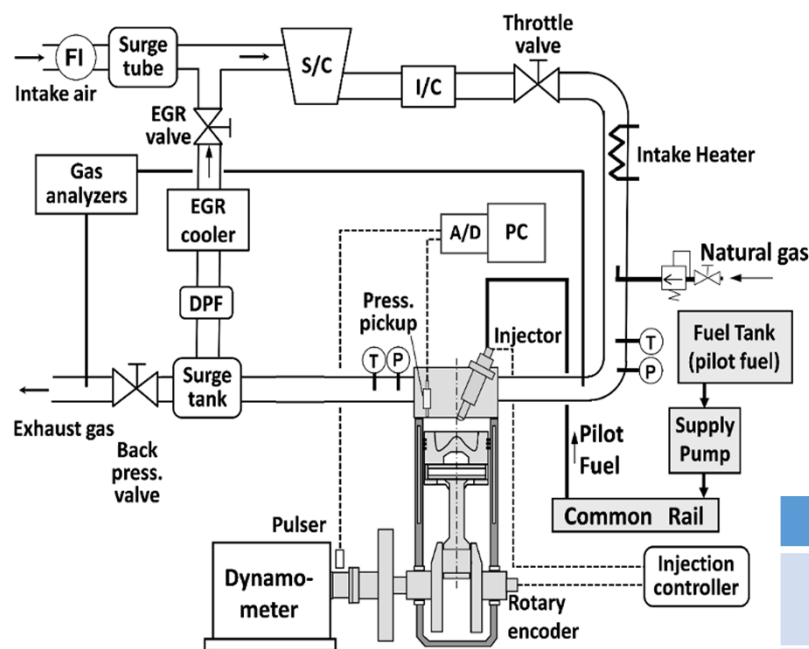 Throttle
valve
FI
Surge
tube
S/C
I/C
Intake air
EGR
valve
Intake Heater
Gas
analyzers
EGR
cooler
A/D
PC
Natural gas
DPF
Press.
pickup
Injector
T
P
T
P
Fuel Tank
(pilot fuel)
Surge
tank
Exhaust gas
Back
press.
valve
Pilot
Fuel
Supply
Pump
Common Rail
Pulser
Dynamo-
meter
Rotary
encoder
Injection
controller